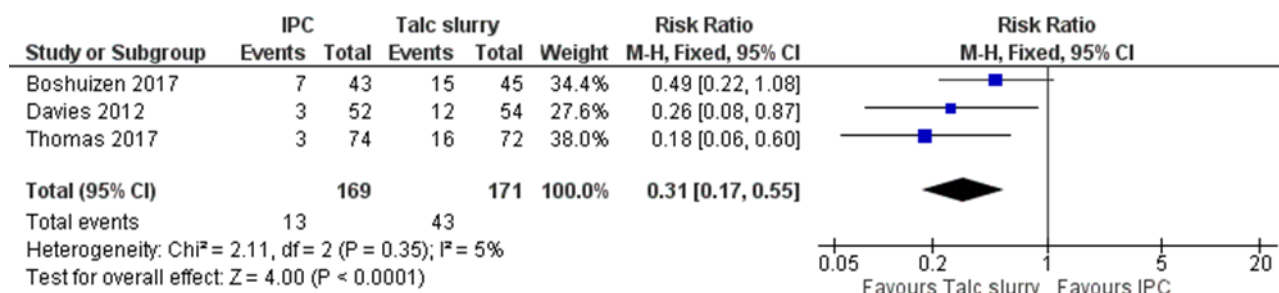 IPC Talc slurry Risk Ratio Risk Ratio
Study or Subgroup Events Total Events Total Weight M-H, Fixed, 95% CI M-H, Fixed, 95% CI
Boshuizen 2017 7 43 15 45 34.4% 0.49 [0.22, 1.08]
Davies 2012 3 52 12 54 27.6% 0.26 [0.08, 0.87]
Thomas 2017 3 74 16 72 38.0% 0.18 [0.06, 0.60]
Total (95% CI) 169 171 100.0% 0.31 [0.17, 0.55]
Total events 13 43
Heterogeneity: Chi² = 2.11, df = 2 (P = 0.35); I² = 5%
Test for overall effect: Z = 4.00 (P < 0.0001)
0.05 0.2 1 5 20
Favours Talc slurry Favours IPC